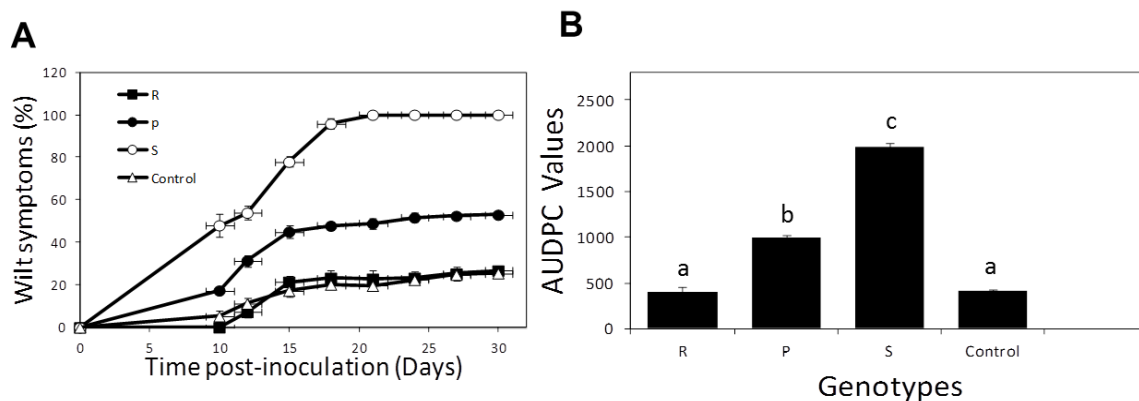 A
Wilt symptoms (%)
120
100
80
60
40
20
0
R
p
S
Control
0
5
10
15
20
25
30
Time post-inoculation (Days)
B
AUDPC Values
2500
2000
1500
1000
500
0
a
b
c
a
R
P
S
Control
Genotypes